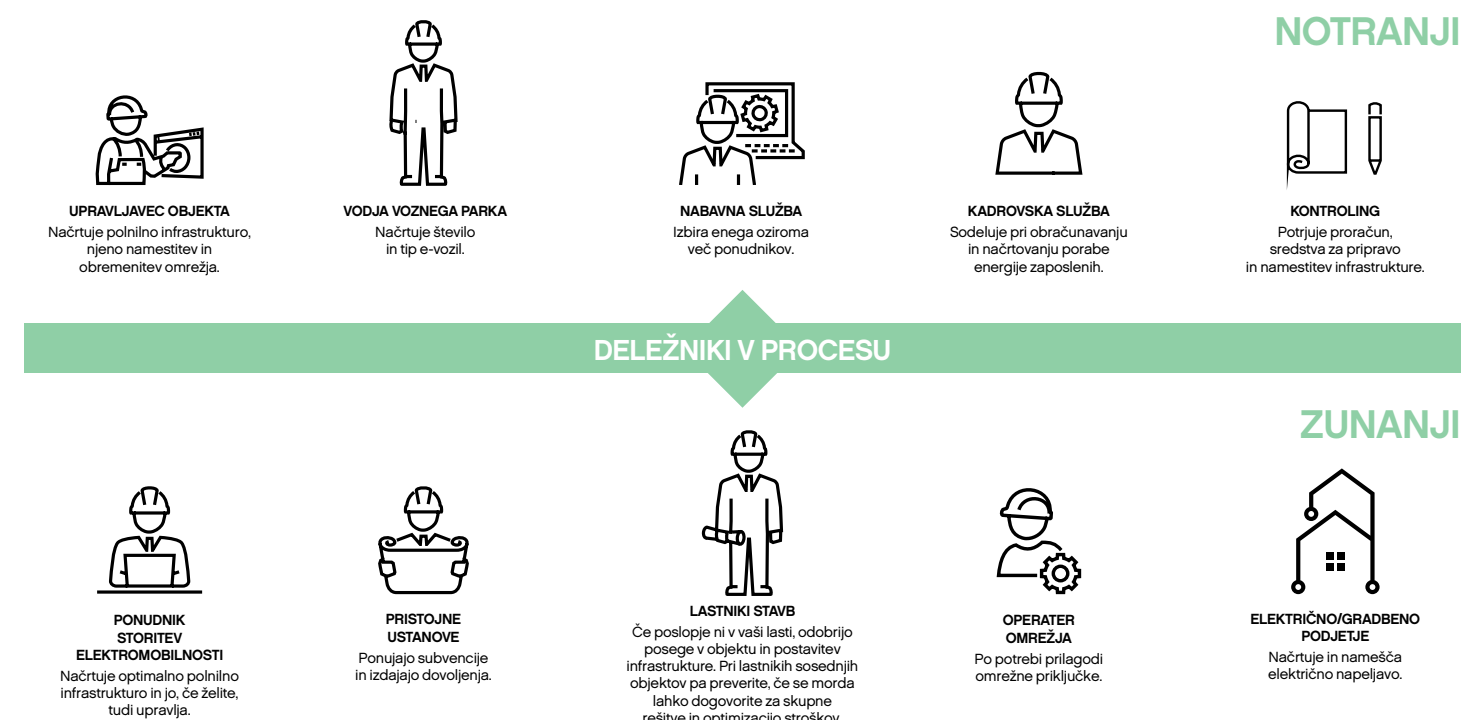 NOTRANJI
UPRAVLJAVEC OBJEKTA
Načrtuje polnilno infrastrukturo,
njeno namestitev in
obremenitev omrežja.
VODJA VOZNEGA PARKA
Načrtuje število
in tip e-vozil.
NABAVNA SLUŽBA
Izbira enega oziroma
več ponudnikov.
KADROVSKA SLUŽBA
Sodeluje pri obračunavanju
in načrtovanju porabe
energije zaposlenih.
KONTROLING
Potrjuje proračun,
sredstva za pripravo
in namestitev infrastrukture.
DELEŽNIKI V PROCESU
ZUNANJI
PONUDNIK
STORITEV
ELEKTROMOBILNOSTI
Načrtuje optimalno polnilno
infrastrukturo in jo, če želite,
tudi upravlja.
PRISTOJNE
USTANOVE
Ponujajo subvencije
in izdajajo dovoljenja.
LASTNIKI STAVB
Če poslopje ni v vaši lasti, odobrijo
posege v objektu in postavitev
infrastrukture. Pri lastnikih sosednjih
objektov pa preverite, če se morda
lahko dogovorite za skupne
rešitve in optimizacijo stroškov.
OPERATER
OMREŽJA
Po potrebi prilagodi
omrežne priključke.
ELEKTRIČNO/GRADBENO
PODJETJE
Načrtuje in namešča
električno napeljavo.